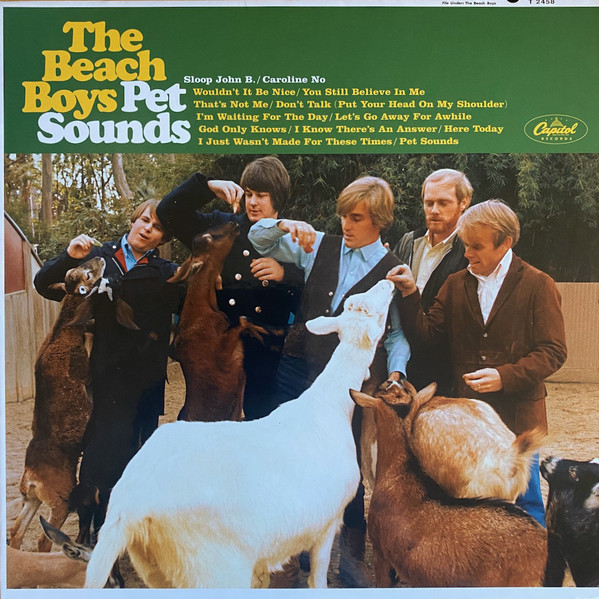 File Under: The Beach Boys
T 2458
The
Beach
Boys Pet
Sounds
Sloop John B./Caroline No
Wouldn't It Be Nice/You Still Believe In Me
That's Not Me/Don't Talk (Put Your Head On My Shoulder)
I'm Waiting For The Day/Let's Go Away For Awhile
God Only Knows/I Know There's An Answer/Here Today
I Just Wasn't Made For These Times/Pet Sounds
Capitol
RECORDS